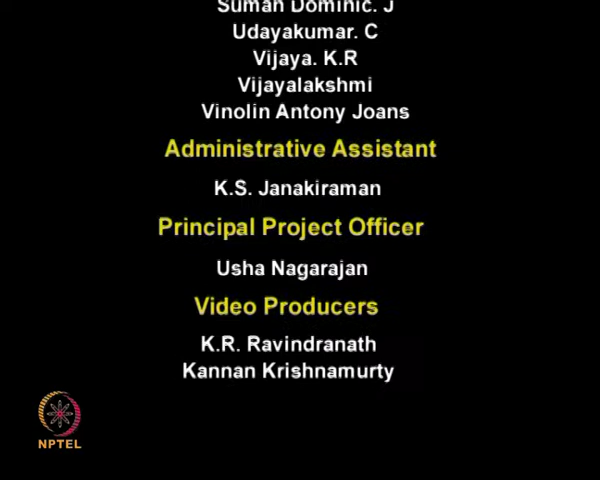 Suman Dominic. J
Udayakumar. C
Vijaya. K.R
Vijayalakshmi
Vinolin Antony Joans
Administrative Assistant
K.S. Janakiraman
Principal Project Officer
Usha Nagarajan
Video Producers
K.R. Ravindranath
Kannan Krishnamurty
NPTEL